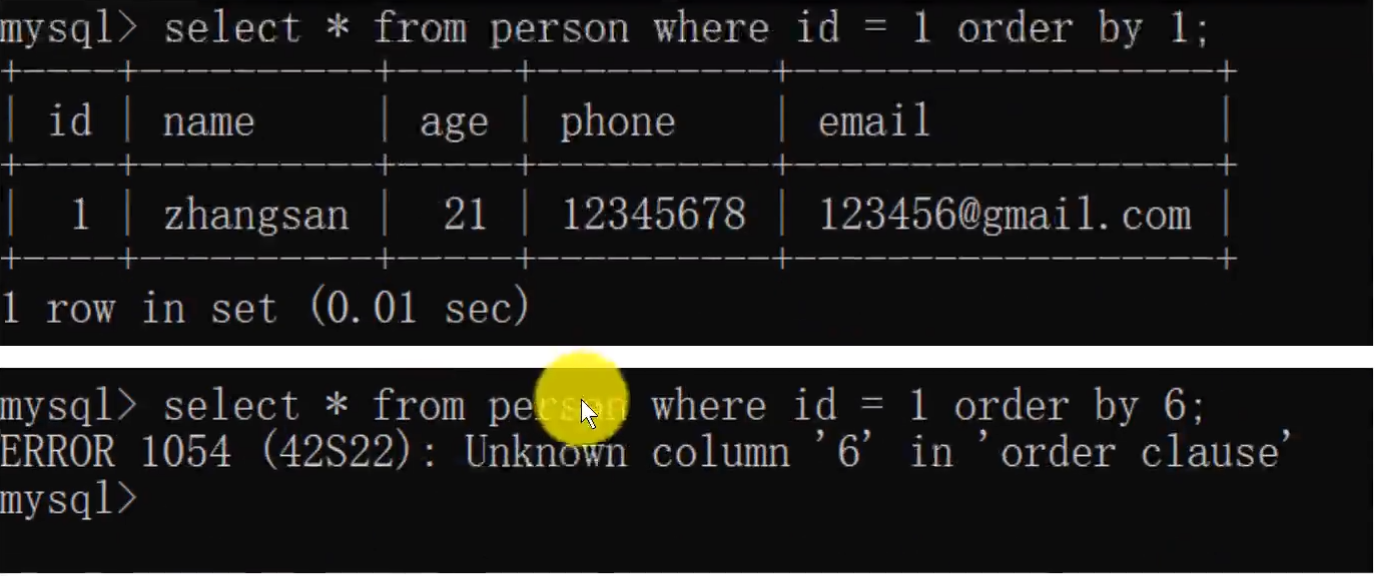 mysql> select * from person where id = 1 order by 1;
+----+----------+-----+----------+------------------+
| id | name | age | phone | email |
+----+----------+-----+----------+------------------+
| 1 | zhangsan | 21 | 12345678 | 123456@gmail.com |
+----+----------+-----+----------+------------------+
1 row in set (0.01 sec)
mysql> select * from person where id = 1 order by 6;
ERROR 1054 (42S22): Unknown column '6' in 'order clause'
mysql>